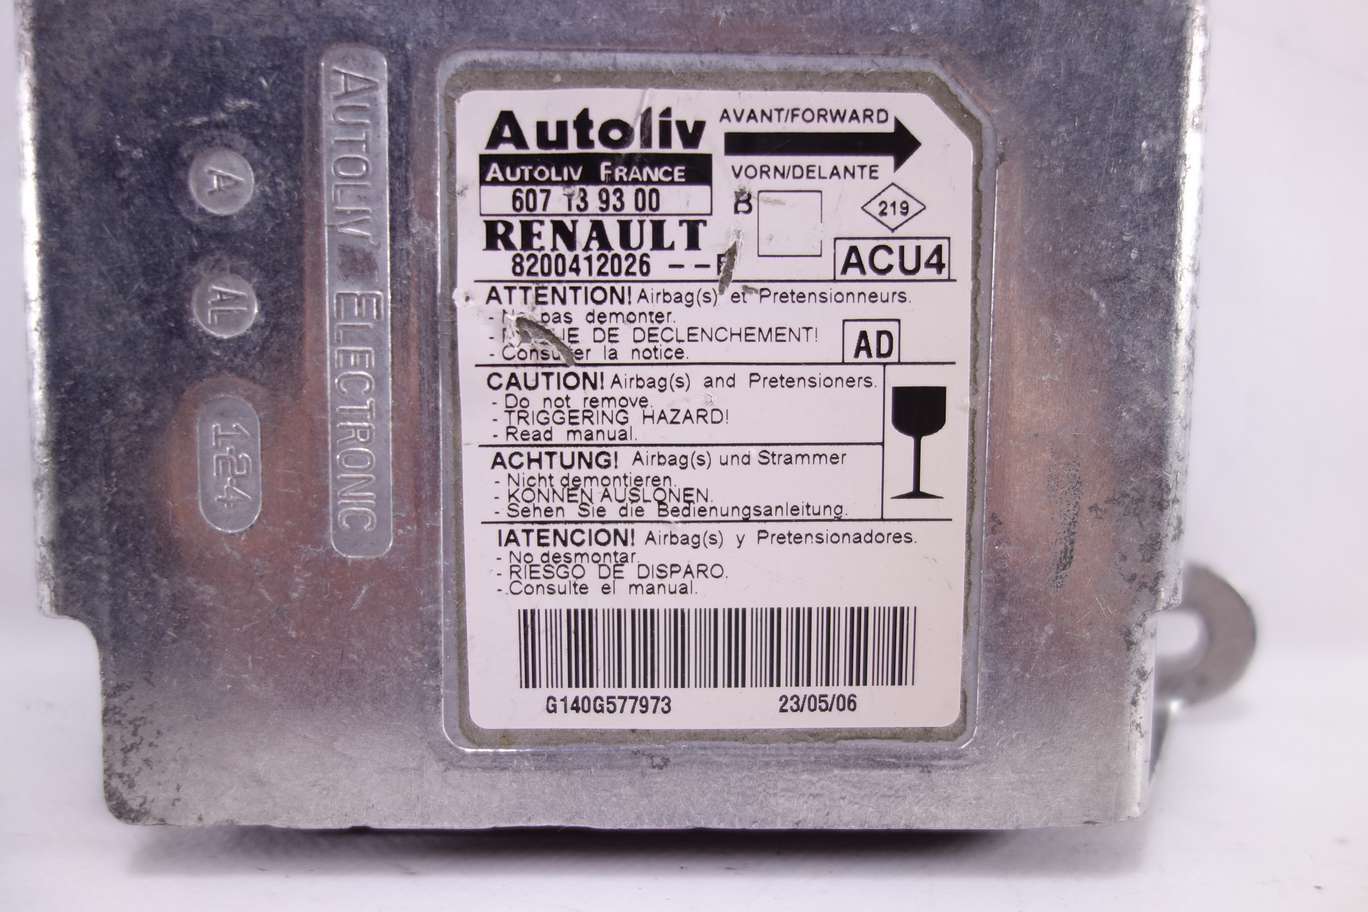 AUTOLIV ELECTRONIC
A
AL
124
Autoliv
AUTOLIV FRANCE
607 13 93 00
RENAULT
8200412026 --
AVANT/FORWARD
VORN/DELANTE
B
219
ACU4
ATTENTION! Airbag(s) et Pretensionneurs.
- Ne pas demonter.
- DE DECLENCHEMENT!
- Consulter la notice.
AD
CAUTION! Airbag(s) and Pretensioners.
- Do not remove.
- TRIGGERING HAZARD!
- Read manual.
ACHTUNG! Airbag(s) und Strammer
- Nicht demontieren.
- KONNEN AUSLONEN.
- Sehen Sie die Bedienungsanleitung.
IATENCION! Airbag(s) y Pretensionadores.
- No desmontar.
- RIESGO DE DISPARO.
- Consulte el manual.
G140G577973 23/05/06